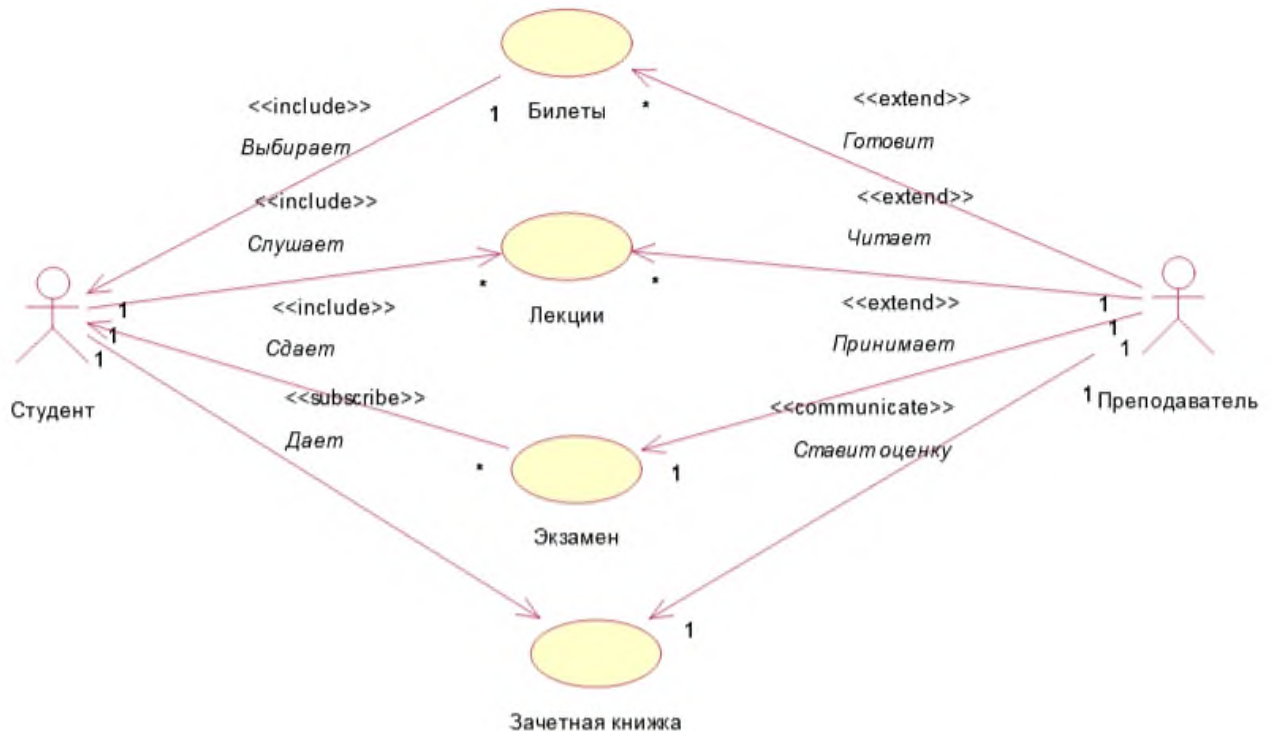 <<include>>
<<extend>>
1
Билеты
*
Выбирает
Готовит
<<include>>
<<extend>>
Слушает
Читает
*
*
1
<<include>>
Лекции
<<extend>>
1
1
1
Сдает
Принимает
1
1
<<subscribe>>
1
Преподаватель
Студент
<<communicate>>
Дает
Ставит оценку
*
1
Экзамен
1
Зачетная книжка